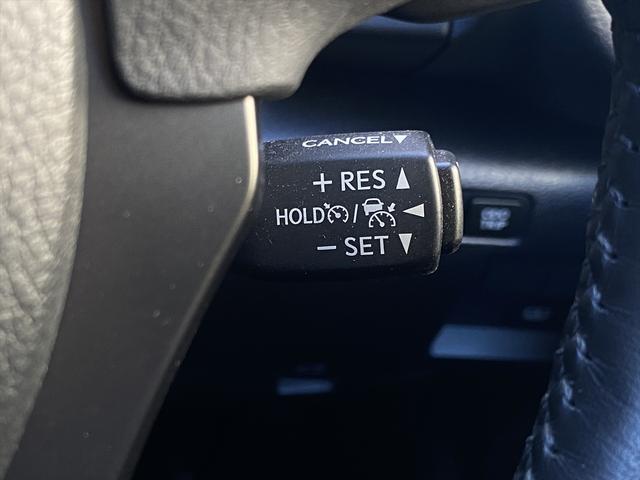 CANCEL▼
+ RES ▲
HOLD / ◄
− SET ▼